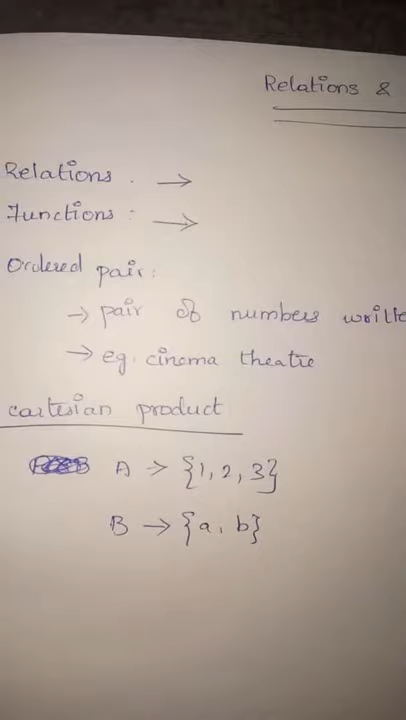 Relations &
Relations . →
Functions : →
Ordered pair :
→ pair of numbers
→ eg. cinema theatre
cartesian product
A → {1, 2, 3}
B → {a, b}